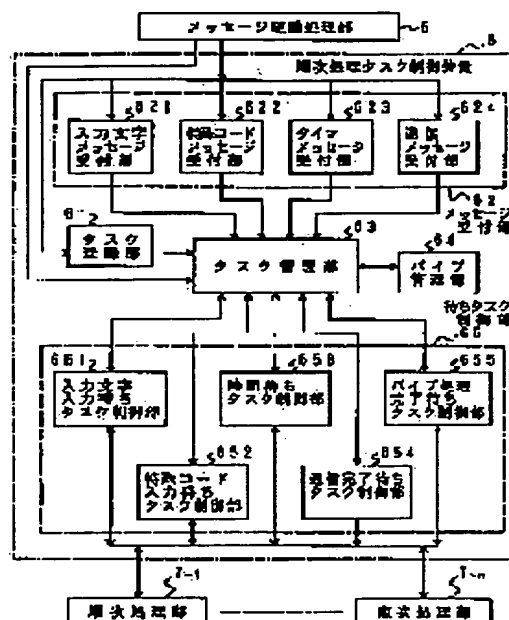 メッセージ駆動処理部
順次処理タスク制御装置
621
622
623
入力文字
メッセージ
受付部
特殊コード
メッセージ
受付部
タイマ
メッセージ
受付部
通信
メッセージ
受付部
62
メッセージ
受付部
63
タスク
登録部
タスク管理部
64
パイプ
管理部
待ちタスク
制御部
651
入力文字
入力待ち
タスク制御部
時間待ち
タスク制御部
655
パイプ処理
完了待ち
タスク制御部
652
特殊コード
入力待ち
タスク制御部
654
通信完了待ち
タスク制御部
7-1
順次処理部
7-n
順次処理部